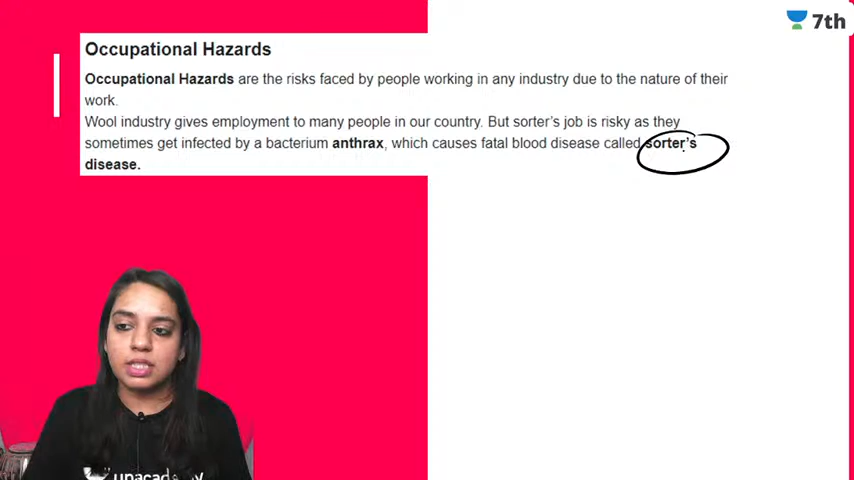 7th
Occupational Hazards
Occupational Hazards are the risks faced by people working in any industry due to the nature of their
work.
Wool industry gives employment to many people in our country. But sorter's job is risky as they
sometimes get infected by a bacterium anthrax, which causes fatal blood disease called sorter's
disease.
unacademy